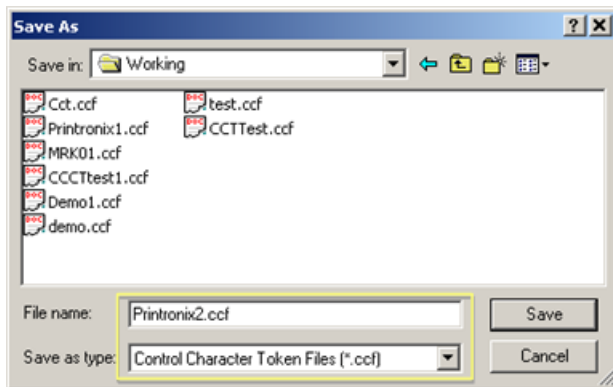 Save As
Save in: Working
Cct.ccf
Printronix1.ccf
MRK01.ccf
CCCTtest1.ccf
Demo1.ccf
demo.ccf
test.ccf
CCTTest.ccf
File name: Printronix2.ccf Save
Save as type: Control Character Token Files (*.ccf) Cancel